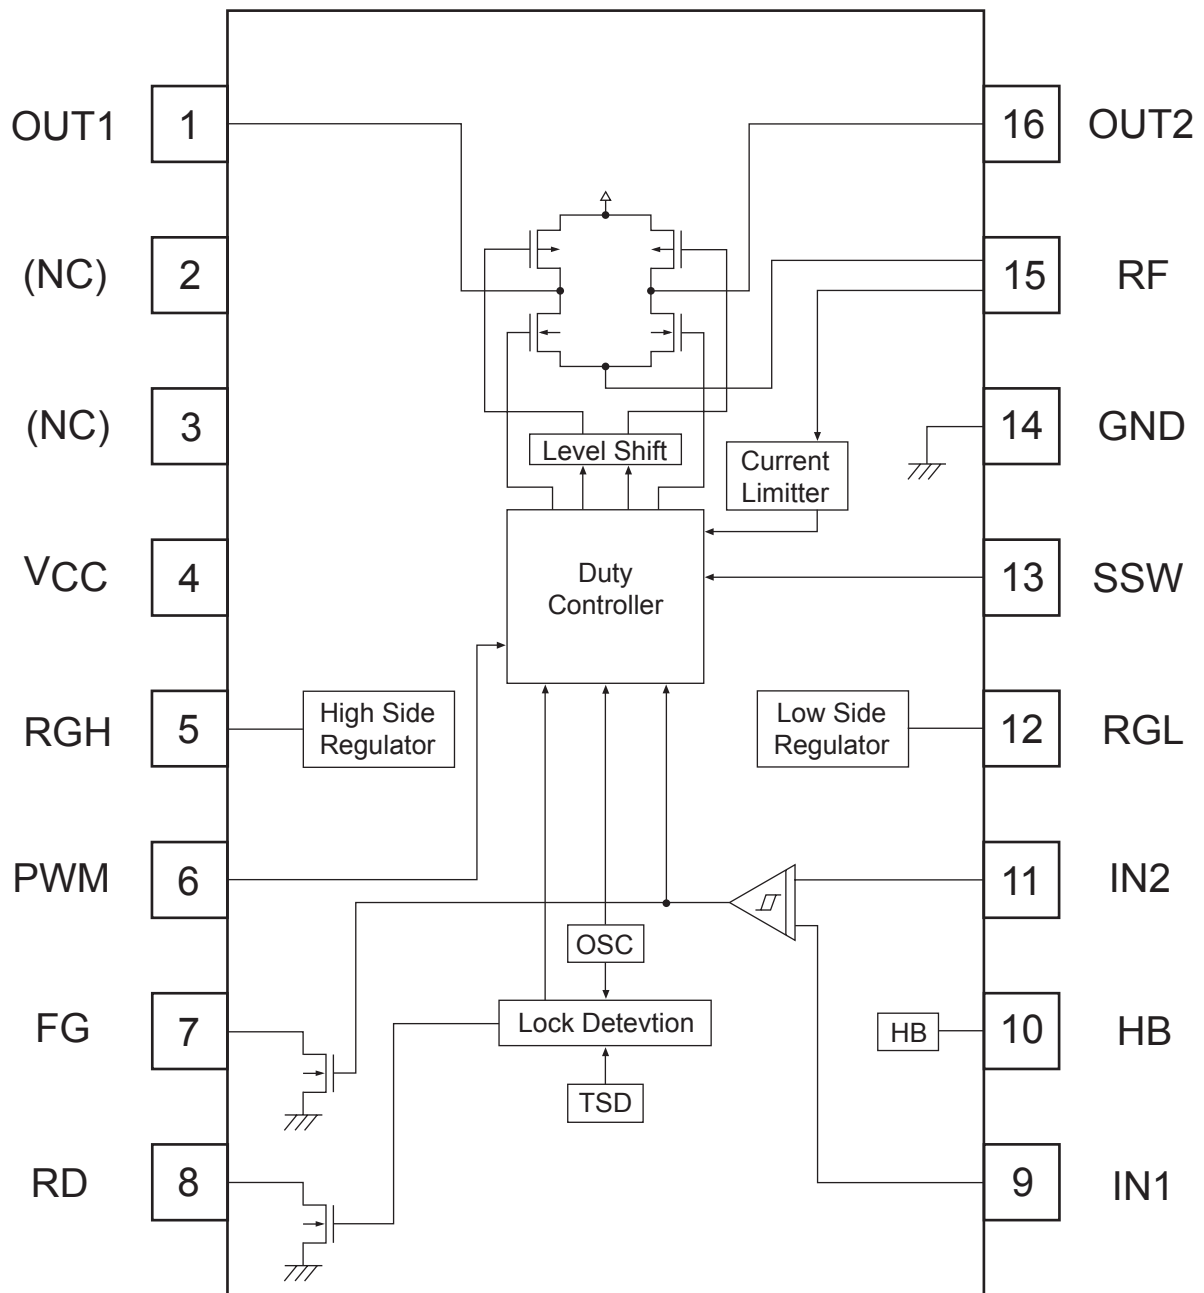 OUT1 1
16 OUT2
(NC) 2
15 RF
(NC) 3
14 GND
Level Shift
Current
Limitter
VCC 4
13 SSW
Duty
Controller
RGH 5
High Side
Regulator
Low Side
Regulator
12 RGL
PWM 6
11 IN2
OSC
FG 7
Lock Detevtion
HB
10 HB
TSD
RD 8
9 IN1